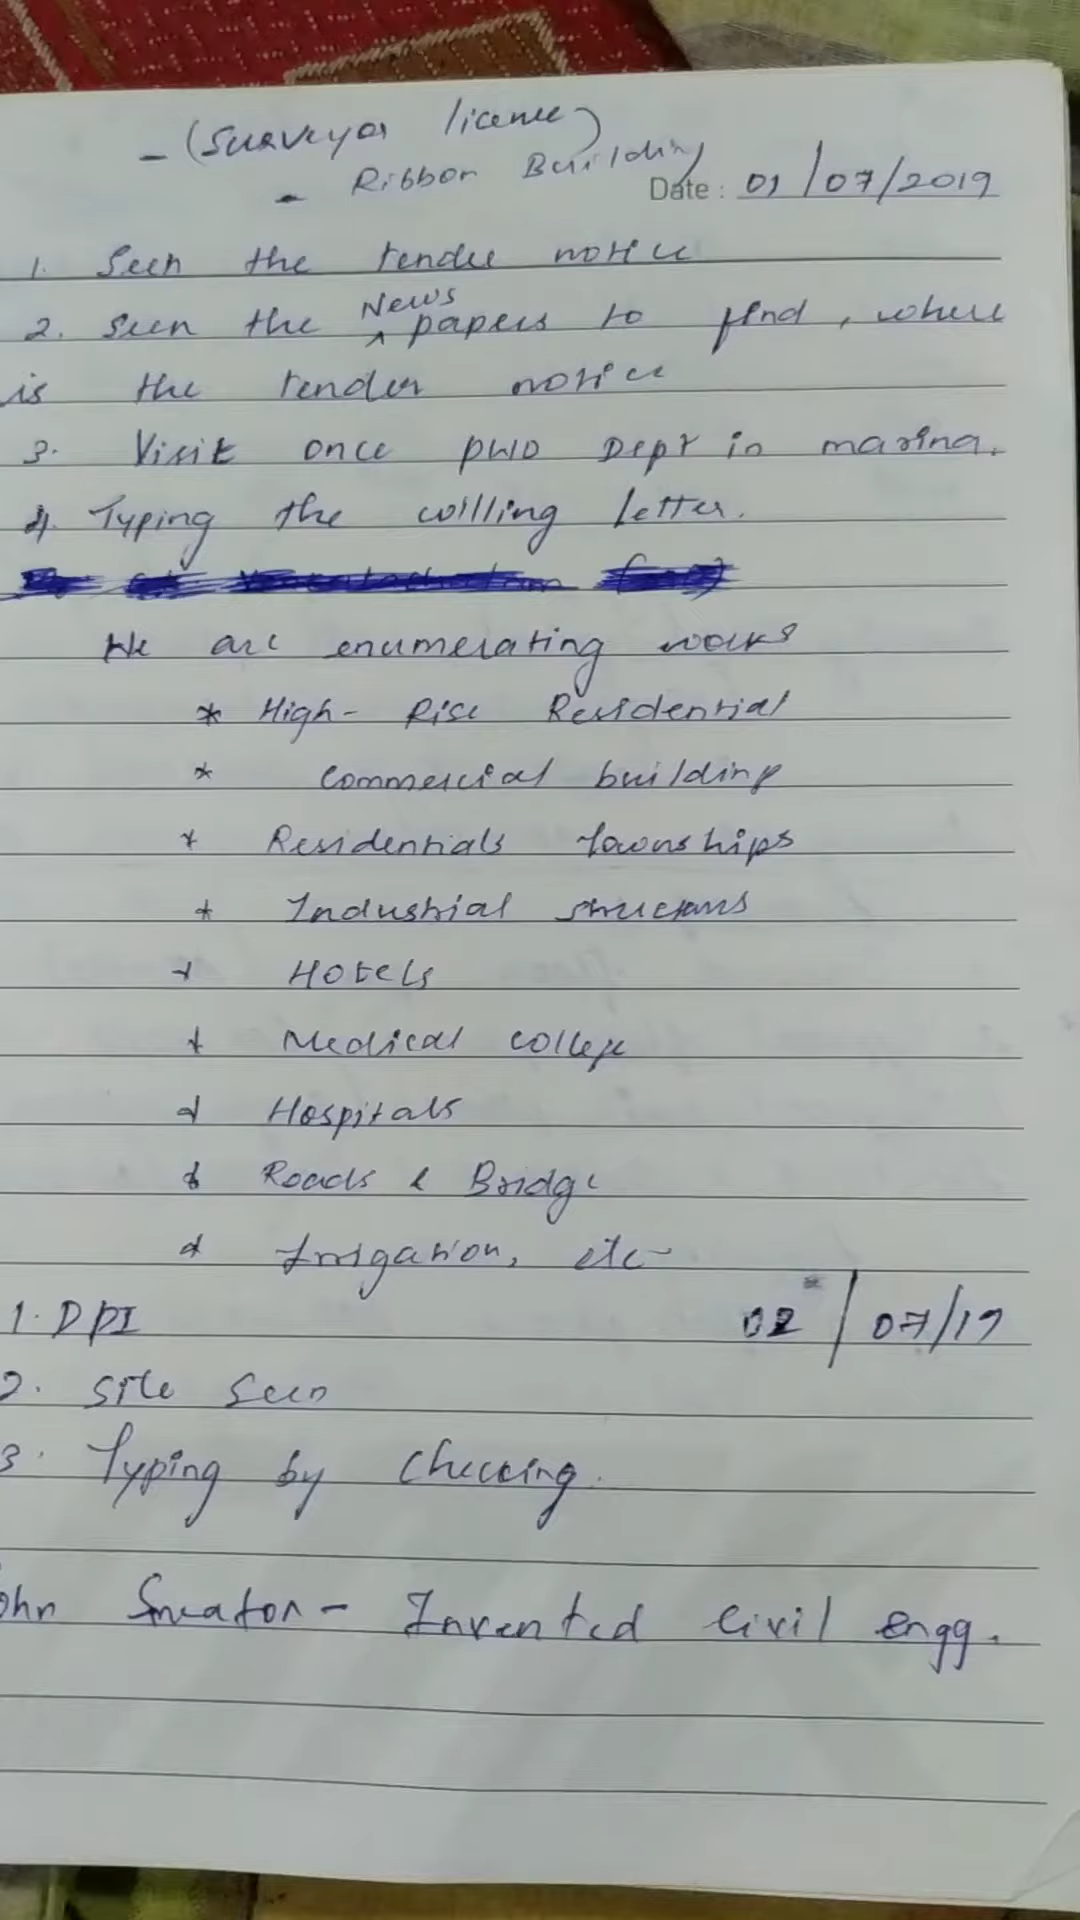 - (Surveyor license)
- Ribbon Building
Date : 01/07/2019
1. Seen the tender notice
2. Seen the News papers to find, where
is the tender notice
3. Visit once PWD Dept in marina.
4. Typing the willing letter.
We are enumerating works
* High-Rise Residential
* Commercial building
* Residentials townships
* Industrial structures
* Hotels
* Medical college
* Hospitals
* Roads & Bridge
* Irrigation, etc-
02/07/19
1. DPI
2. Site Seen
3. Typing by checking.
ohn Smeaton - Invented Civil Engg.